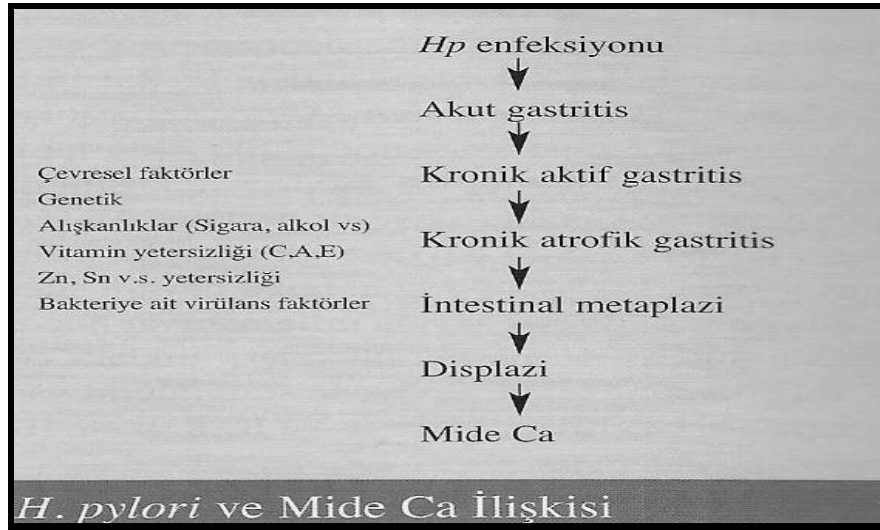 Hp enfeksiyonu
Akut gastritis
Kronik aktif gastritis
Kronik atrofik gastritis
İntestinal metaplazi
Displazi
Mide Ca
Çevresel faktörler
Genetik
Alışkanlıklar (Sigara, alkol vs)
Vitamin yetersizliği (C,A,E)
Zn, Sn v.s. yetersizliği
Bakteriye ait virülans faktörler
H. pylori ve Mide Ca İlişkisi